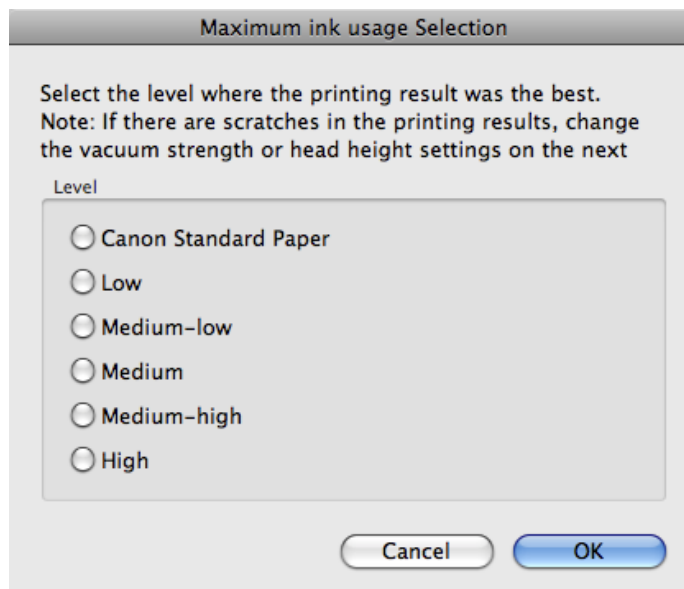 Maximum ink usage Selection
Select the level where the printing result was the best.
Note: If there are scratches in the printing results, change
the vacuum strength or head height settings on the next
Level
Canon Standard Paper
Low
Medium-low
Medium
Medium-high
High
Cancel
OK